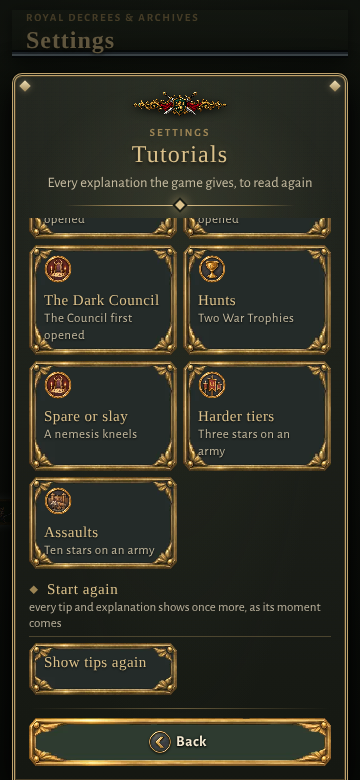 ROYAL DECREES & ARCHIVES
Settings
SETTINGS
Tutorials
Every explanation the game gives, to read again
opened
opened
The Dark Council
The Council first
opened
Hunts
Two War Trophies
Spare or slay
A nemesis kneels
Harder tiers
Three stars on an
army
Assaults
Ten stars on an army
Start again
every tip and explanation shows once more, as its moment
comes
Show tips again
Back